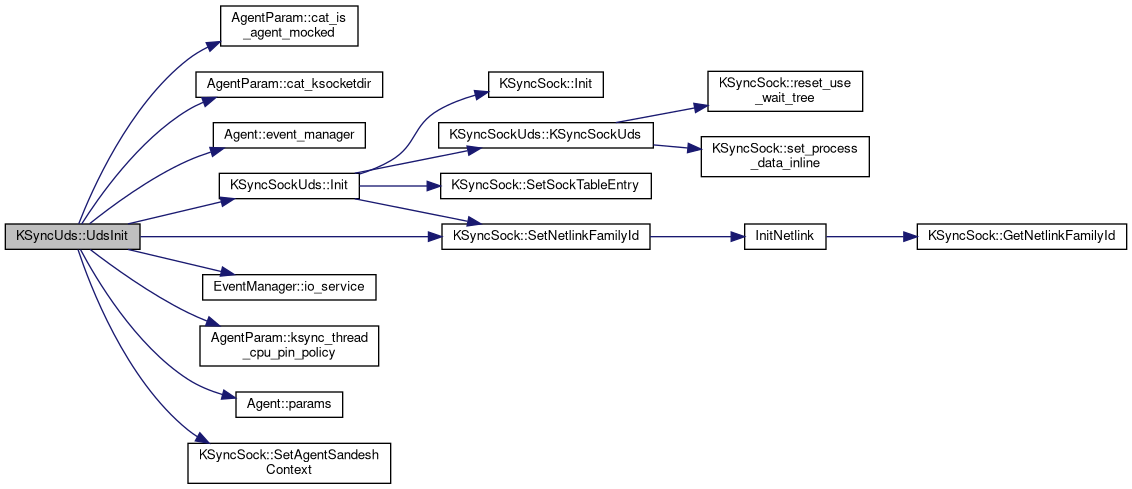 AgentParam::cat_is
_agent_mocked
AgentParam::cat_ksocketdir
Agent::event_manager
KSyncSockUds::Init
KSyncUds::UdsInit
EventManager::io_service
AgentParam::ksync_thread
_cpu_pin_policy
Agent::params
KSyncSock::SetAgentSandesh
Context
KSyncSock::Init
KSyncSockUds::KSyncSockUds
KSyncSock::SetSockTableEntry
KSyncSock::SetNetlinkFamilyId
KSyncSock::reset_use
_wait_tree
KSyncSock::set_process
_data_inline
InitNetlink
KSyncSock::GetNetlinkFamilyId